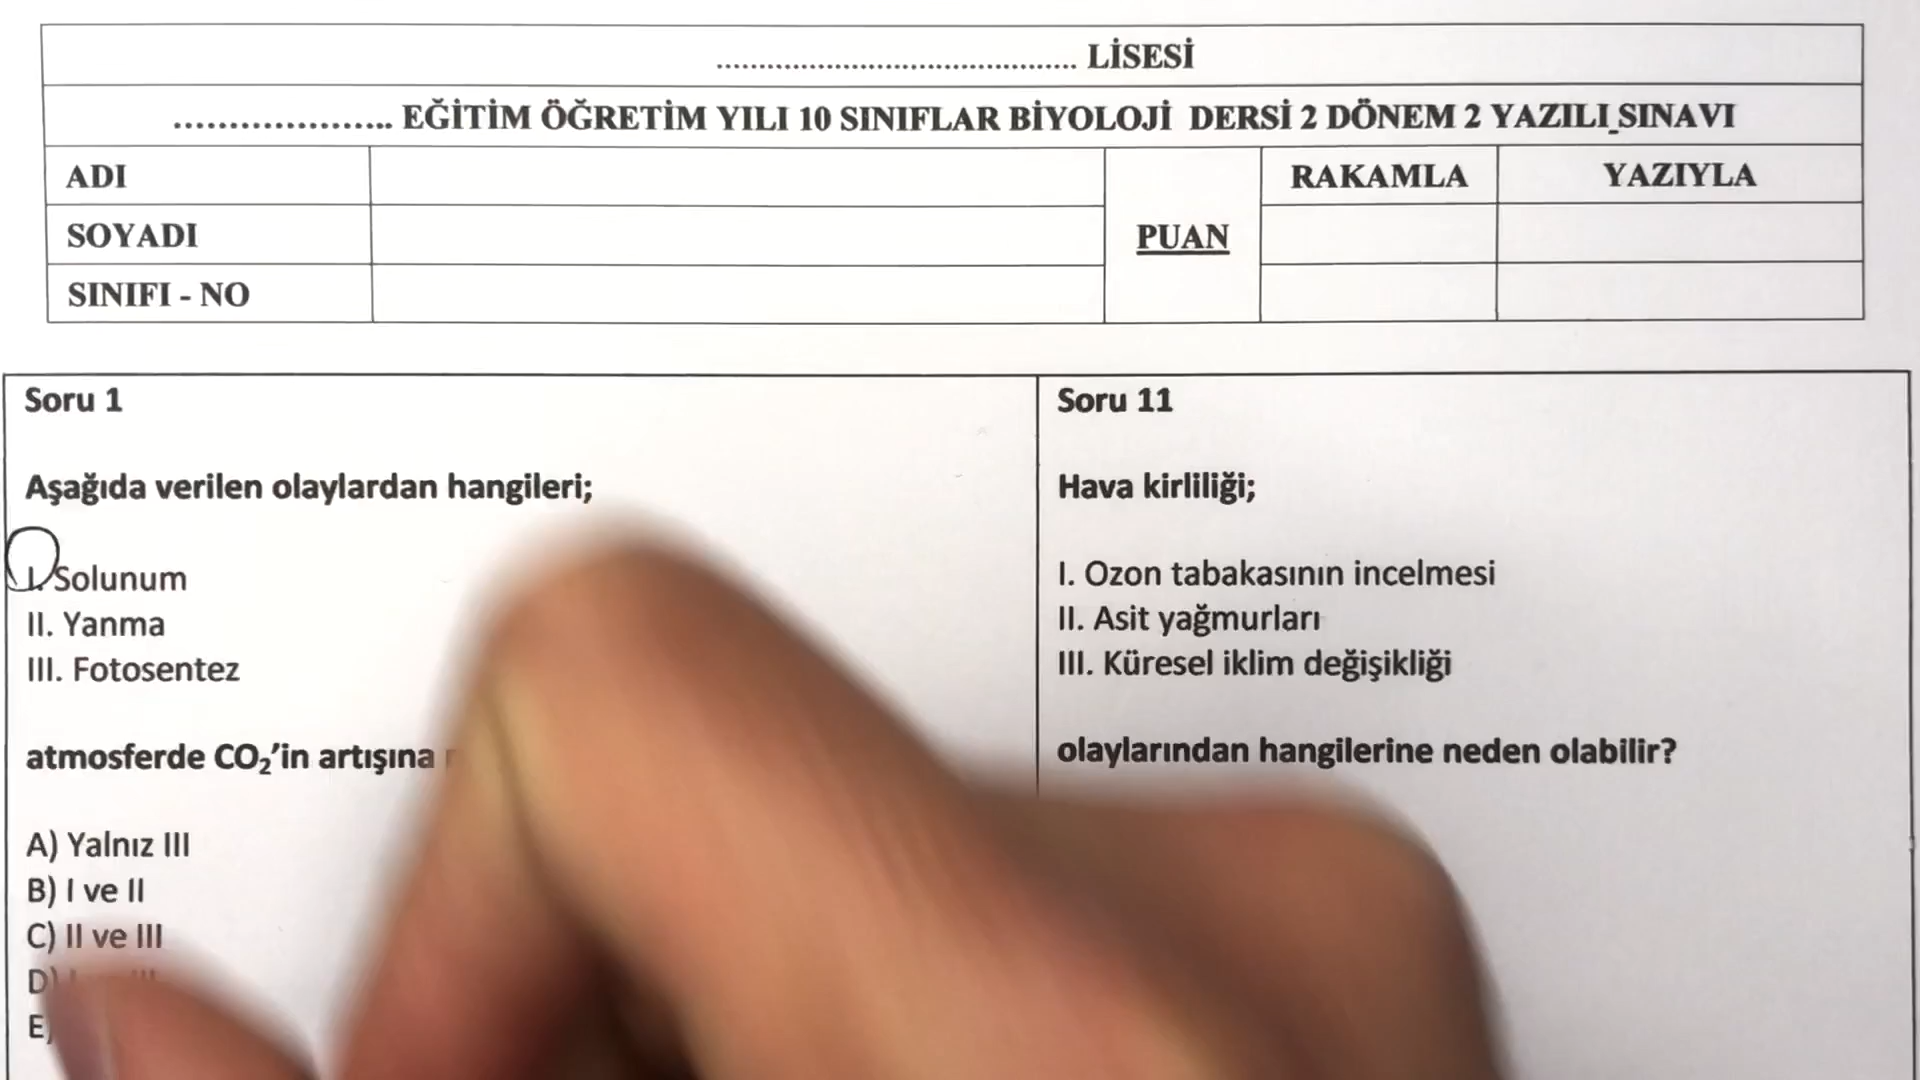 ........................................... LİSESİ
.................... EĞİTİM ÖĞRETİM YILI 10 SINIFLAR BİYOLOJİ DERSİ 2 DÖNEM 2 YAZILI SINAVI
ADI
SOYADI
SINIFI - NO
PUAN
RAKAMLA
YAZIYLA
Soru 1
Aşağıda verilen olaylardan hangileri;
I. Solunum
II. Yanma
III. Fotosentez
atmosferde CO₂'in artışına
A) Yalnız III
B) I ve II
C) II ve III
D)
E)
Soru 11
Hava kirliliği;
I. Ozon tabakasının incelmesi
II. Asit yağmurları
III. Küresel iklim değişikliği
olaylarından hangilerine neden olabilir?